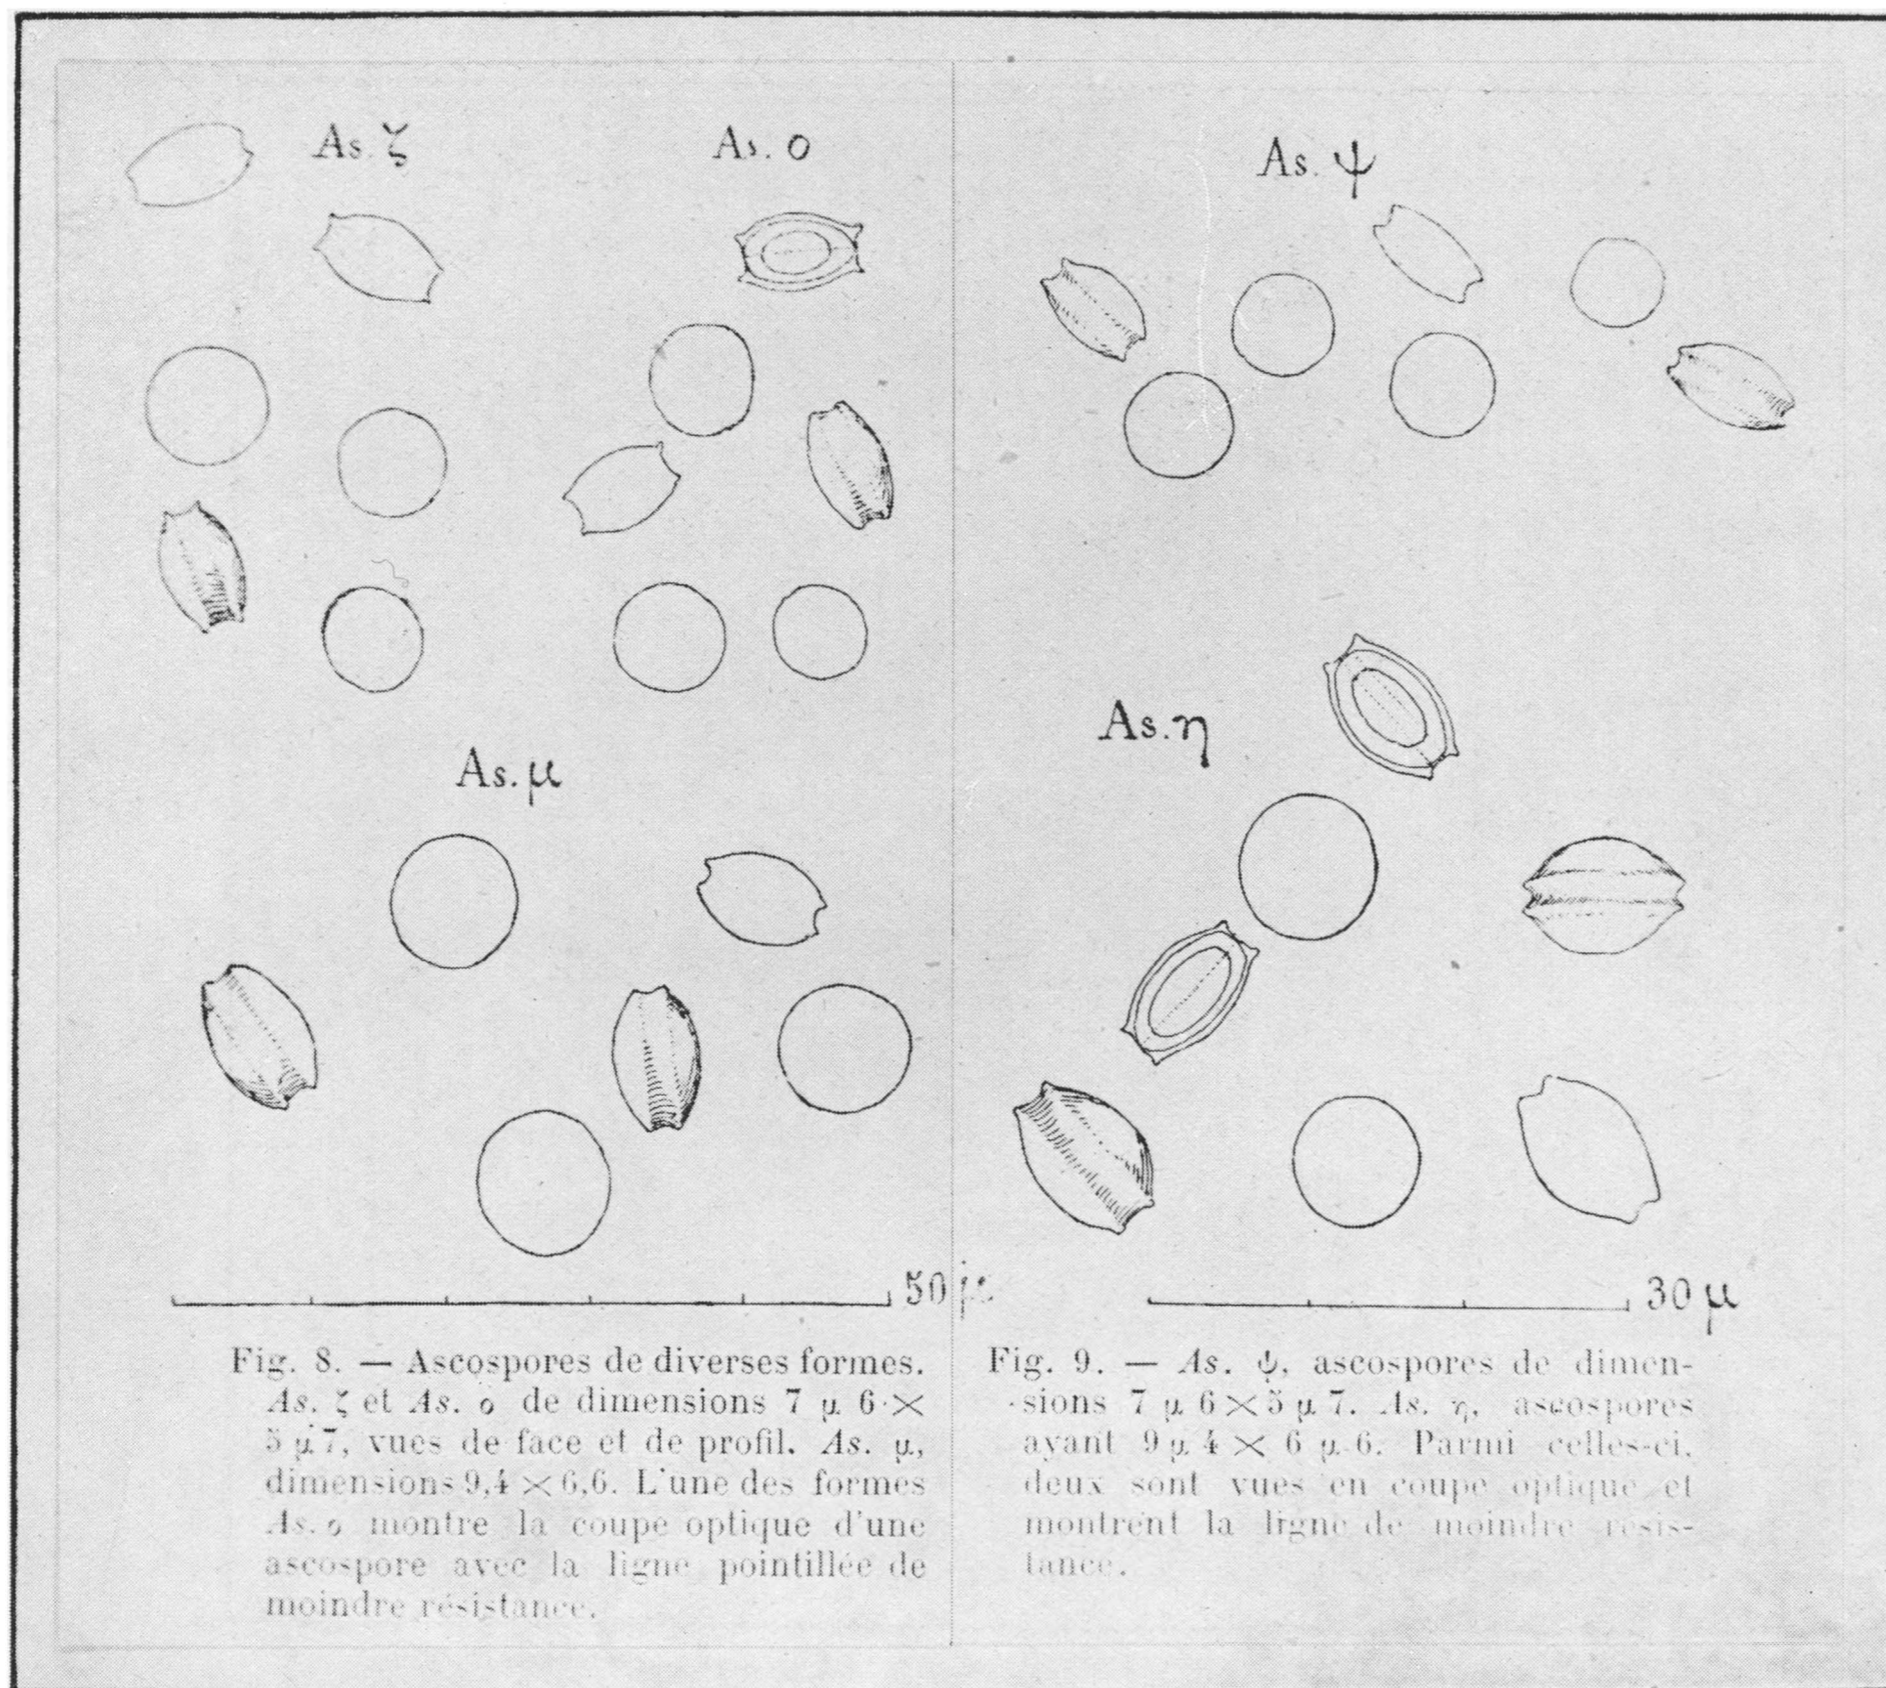 As. ζ
As. ο
As. ψ
As. η
As. μ
50 μ
30 μ
Fig. 8. — Ascospores de diverses formes.
As. ζ et As. ο de dimensions 7 μ 6 ×
5 μ 7, vues de face et de profil. As. μ,
dimensions 9,4 × 6,6. L'une des formes
As. ο montre la coupe optique d'une
ascospore avec la ligne pointillée de
moindre résistance.
Fig. 9. — As. ψ, ascospores de dimen-
sions 7 μ 6 × 5 μ 7. As. η, ascospores
ayant 9 μ 4 × 6 μ 6. Parmi celles-ci,
deux sont vues en coupe optique et
montrent la ligne de moindre résis-
tance.